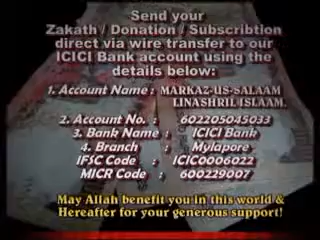 Send your
Zakath / Donation / Subscribtion
direct via wire transfer to our
ICICI Bank account using the
details below:
1. Account Name : MARKAZ-US-SALAAM
LINASHRIL ISLAAM.
2. Account No. : 602205045033
3. Bank Name : ICICI Bank
4. Branch : Mylapore
IFSC Code : ICIC0006022
MICR Code : 600229007
May Allah benefit you in this world &
Hereafter for your generous support!